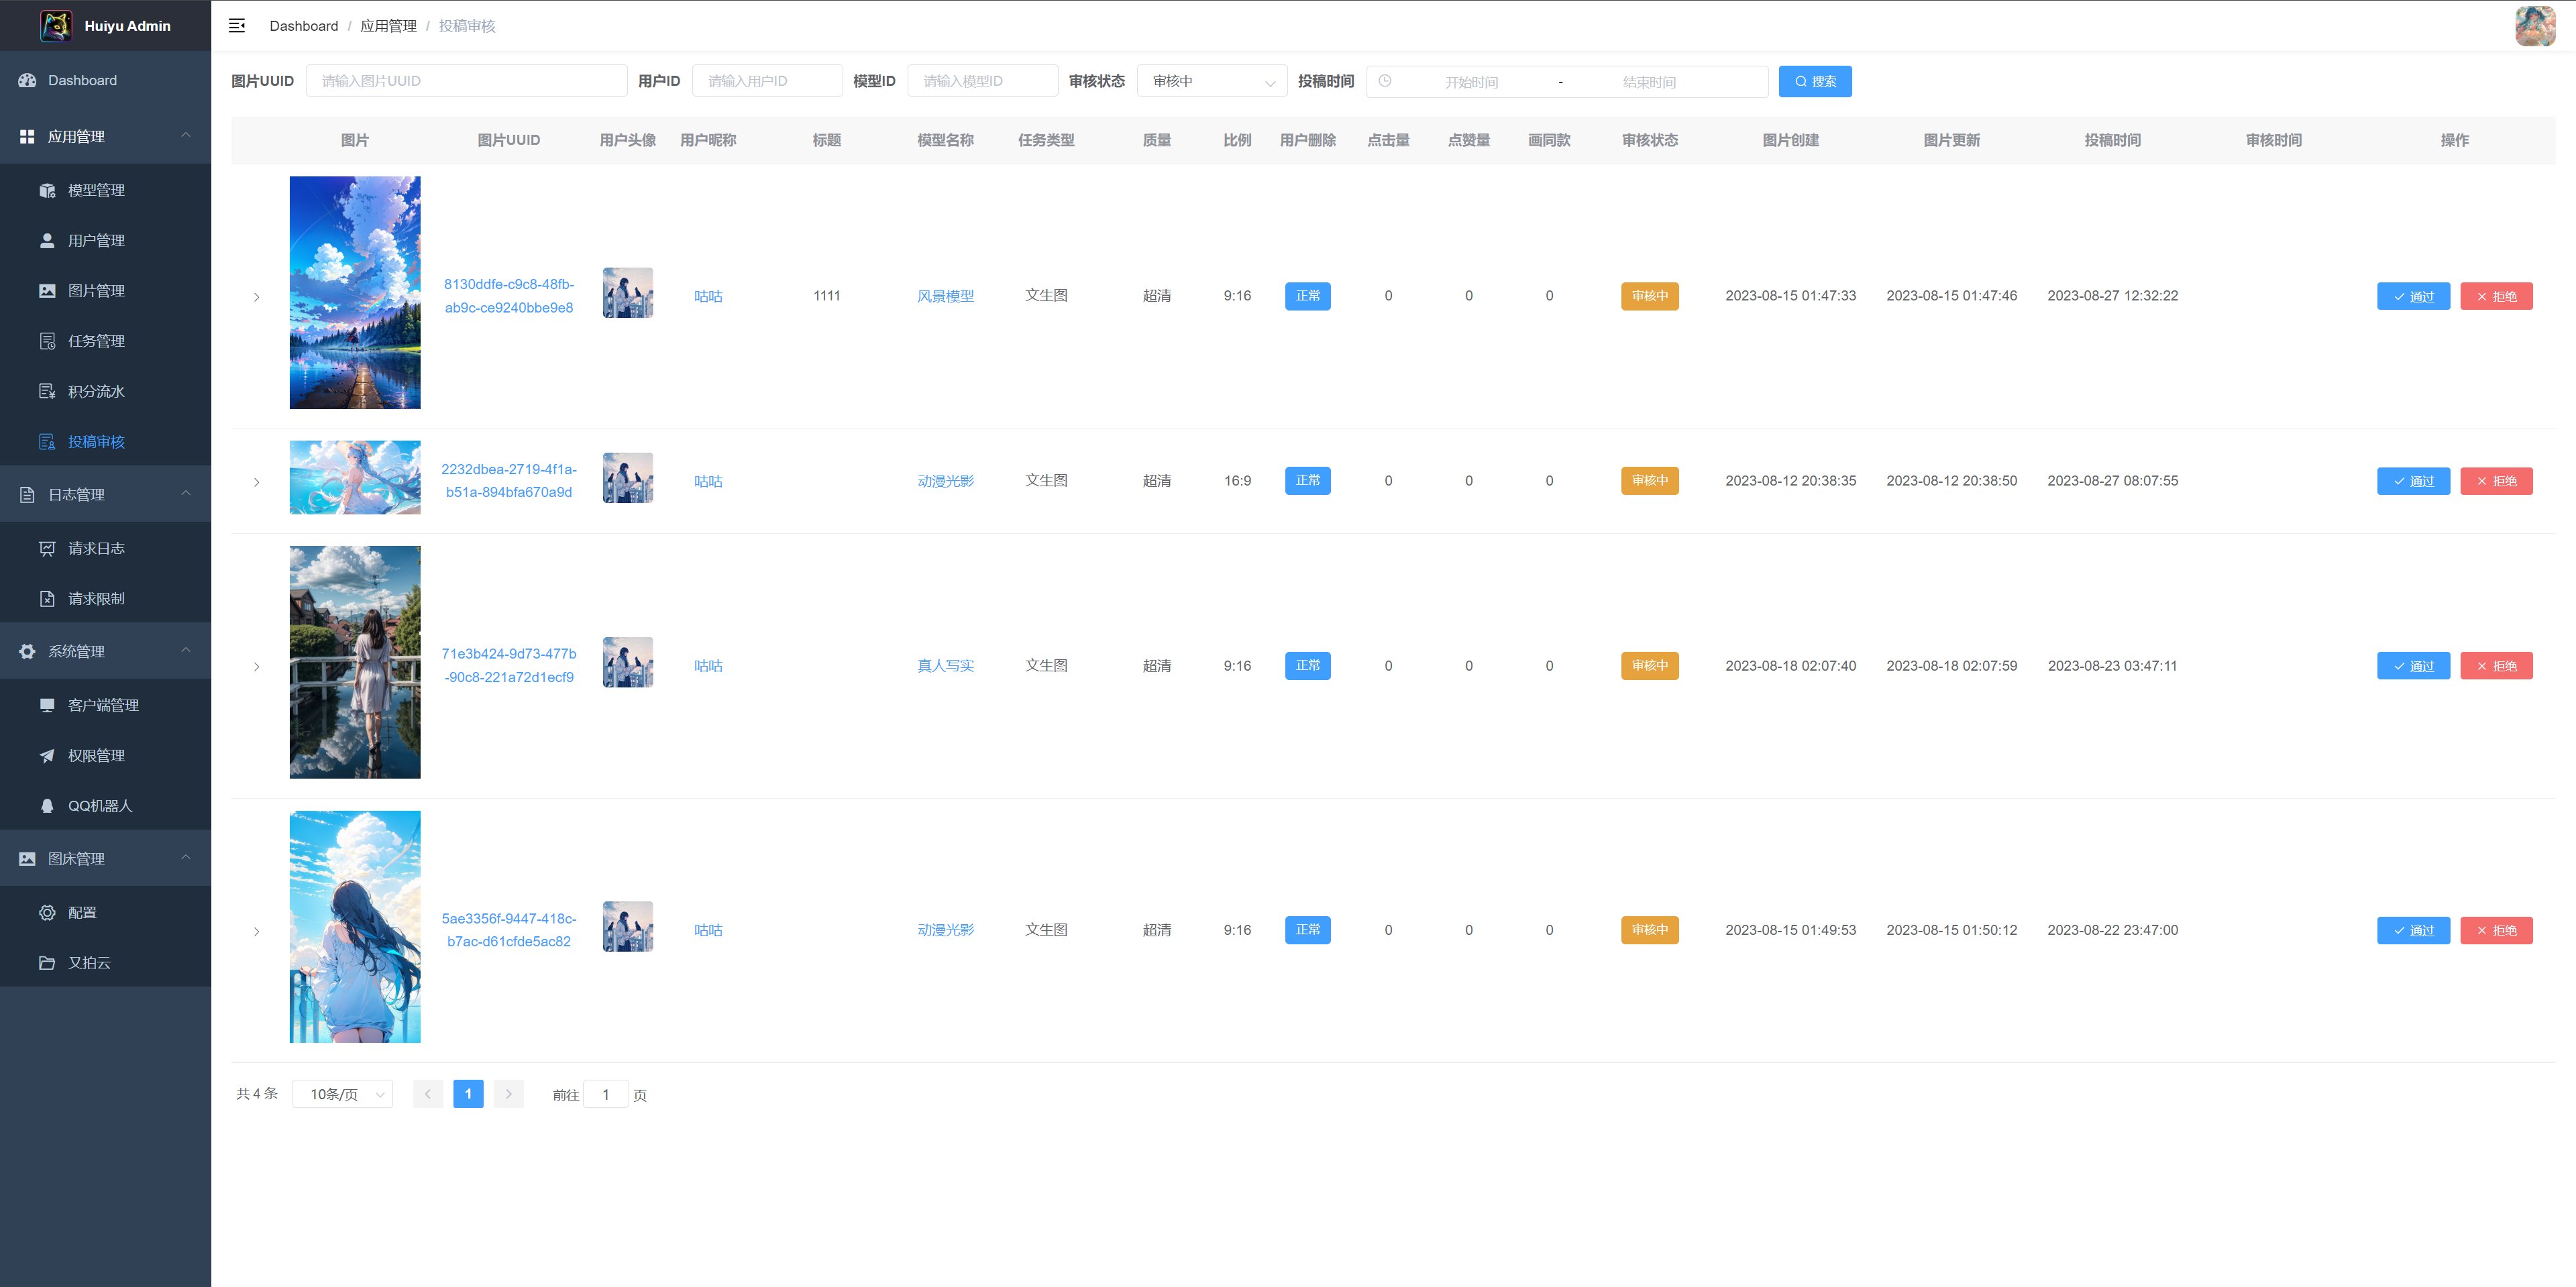 Huiyu Admin
Dashboard
应用管理
模型管理
用户管理
图片管理
任务管理
积分流水
投稿审核
日志管理
请求日志
请求限制
系统管理
客户端管理
权限管理
QQ机器人
图床管理
配置
又拍云
Dashboard / 应用管理 / 投稿审核
图片UUID 请输入图片UUID 用户ID 请输入用户ID 模型ID 请输入模型ID 审核状态 审核中 投稿时间 开始时间 - 结束时间 搜索
图片 图片UUID 用户头像 用户昵称 标题 模型名称 任务类型 质量 比例 用户删除 点击量 点赞量 画同款 审核状态 图片创建 图片更新 投稿时间 审核时间 操作
8130ddfe-c9c8-48fb-
ab9c-ce9240bbe9e8
咕咕 1111 风景模型 文生图 超清 9:16 正常 0 0 0 审核中 2023-08-15 01:47:33 2023-08-15 01:47:46 2023-08-27 12:32:22 通过 拒绝
2232dbea-2719-4f1a-
b51a-894bfa670a9d
咕咕 动漫光影 文生图 超清 16:9 正常 0 0 0 审核中 2023-08-12 20:38:35 2023-08-12 20:38:50 2023-08-27 08:07:55 通过 拒绝
71e3b424-9d73-477b
-90c8-221a72d1ecf9
咕咕 真人写实 文生图 超清 9:16 正常 0 0 0 审核中 2023-08-18 02:07:40 2023-08-18 02:07:59 2023-08-23 03:47:11 通过 拒绝
5ae3356f-9447-418c-
b7ac-d61cfde5ac82
咕咕 动漫光影 文生图 超清 9:16 正常 0 0 0 审核中 2023-08-15 01:49:53 2023-08-15 01:50:12 2023-08-22 23:47:00 通过 拒绝
共 4 条 10条/页 1 前往 1 页